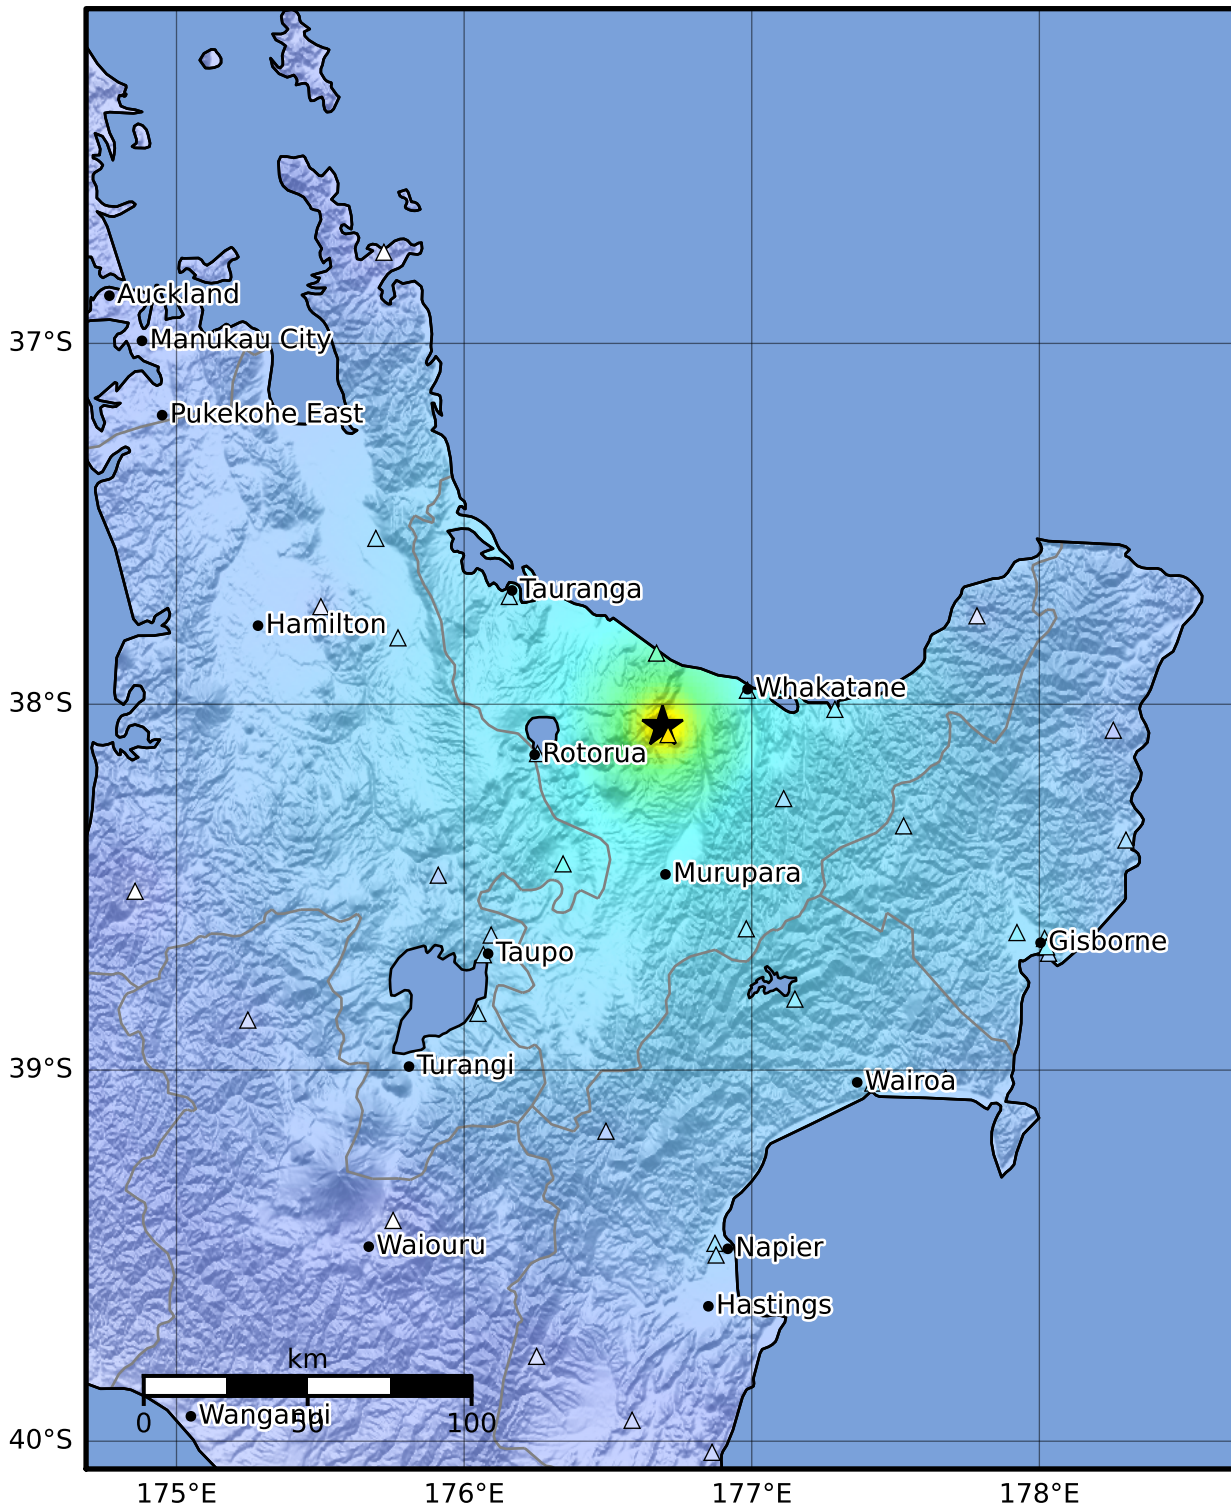 Auckland
Manukau City
37°S
Pukekohe East
Tauranga
Hamilton
Whakatane
38°S
Rotorua
Murupara
Gisborne
Taupo
Turangi
39°S
Wairoa
Waiouru
Napier
Hastings
km
0 50 100
Wanganui
40°S
175°E 176°E 177°E 178°E